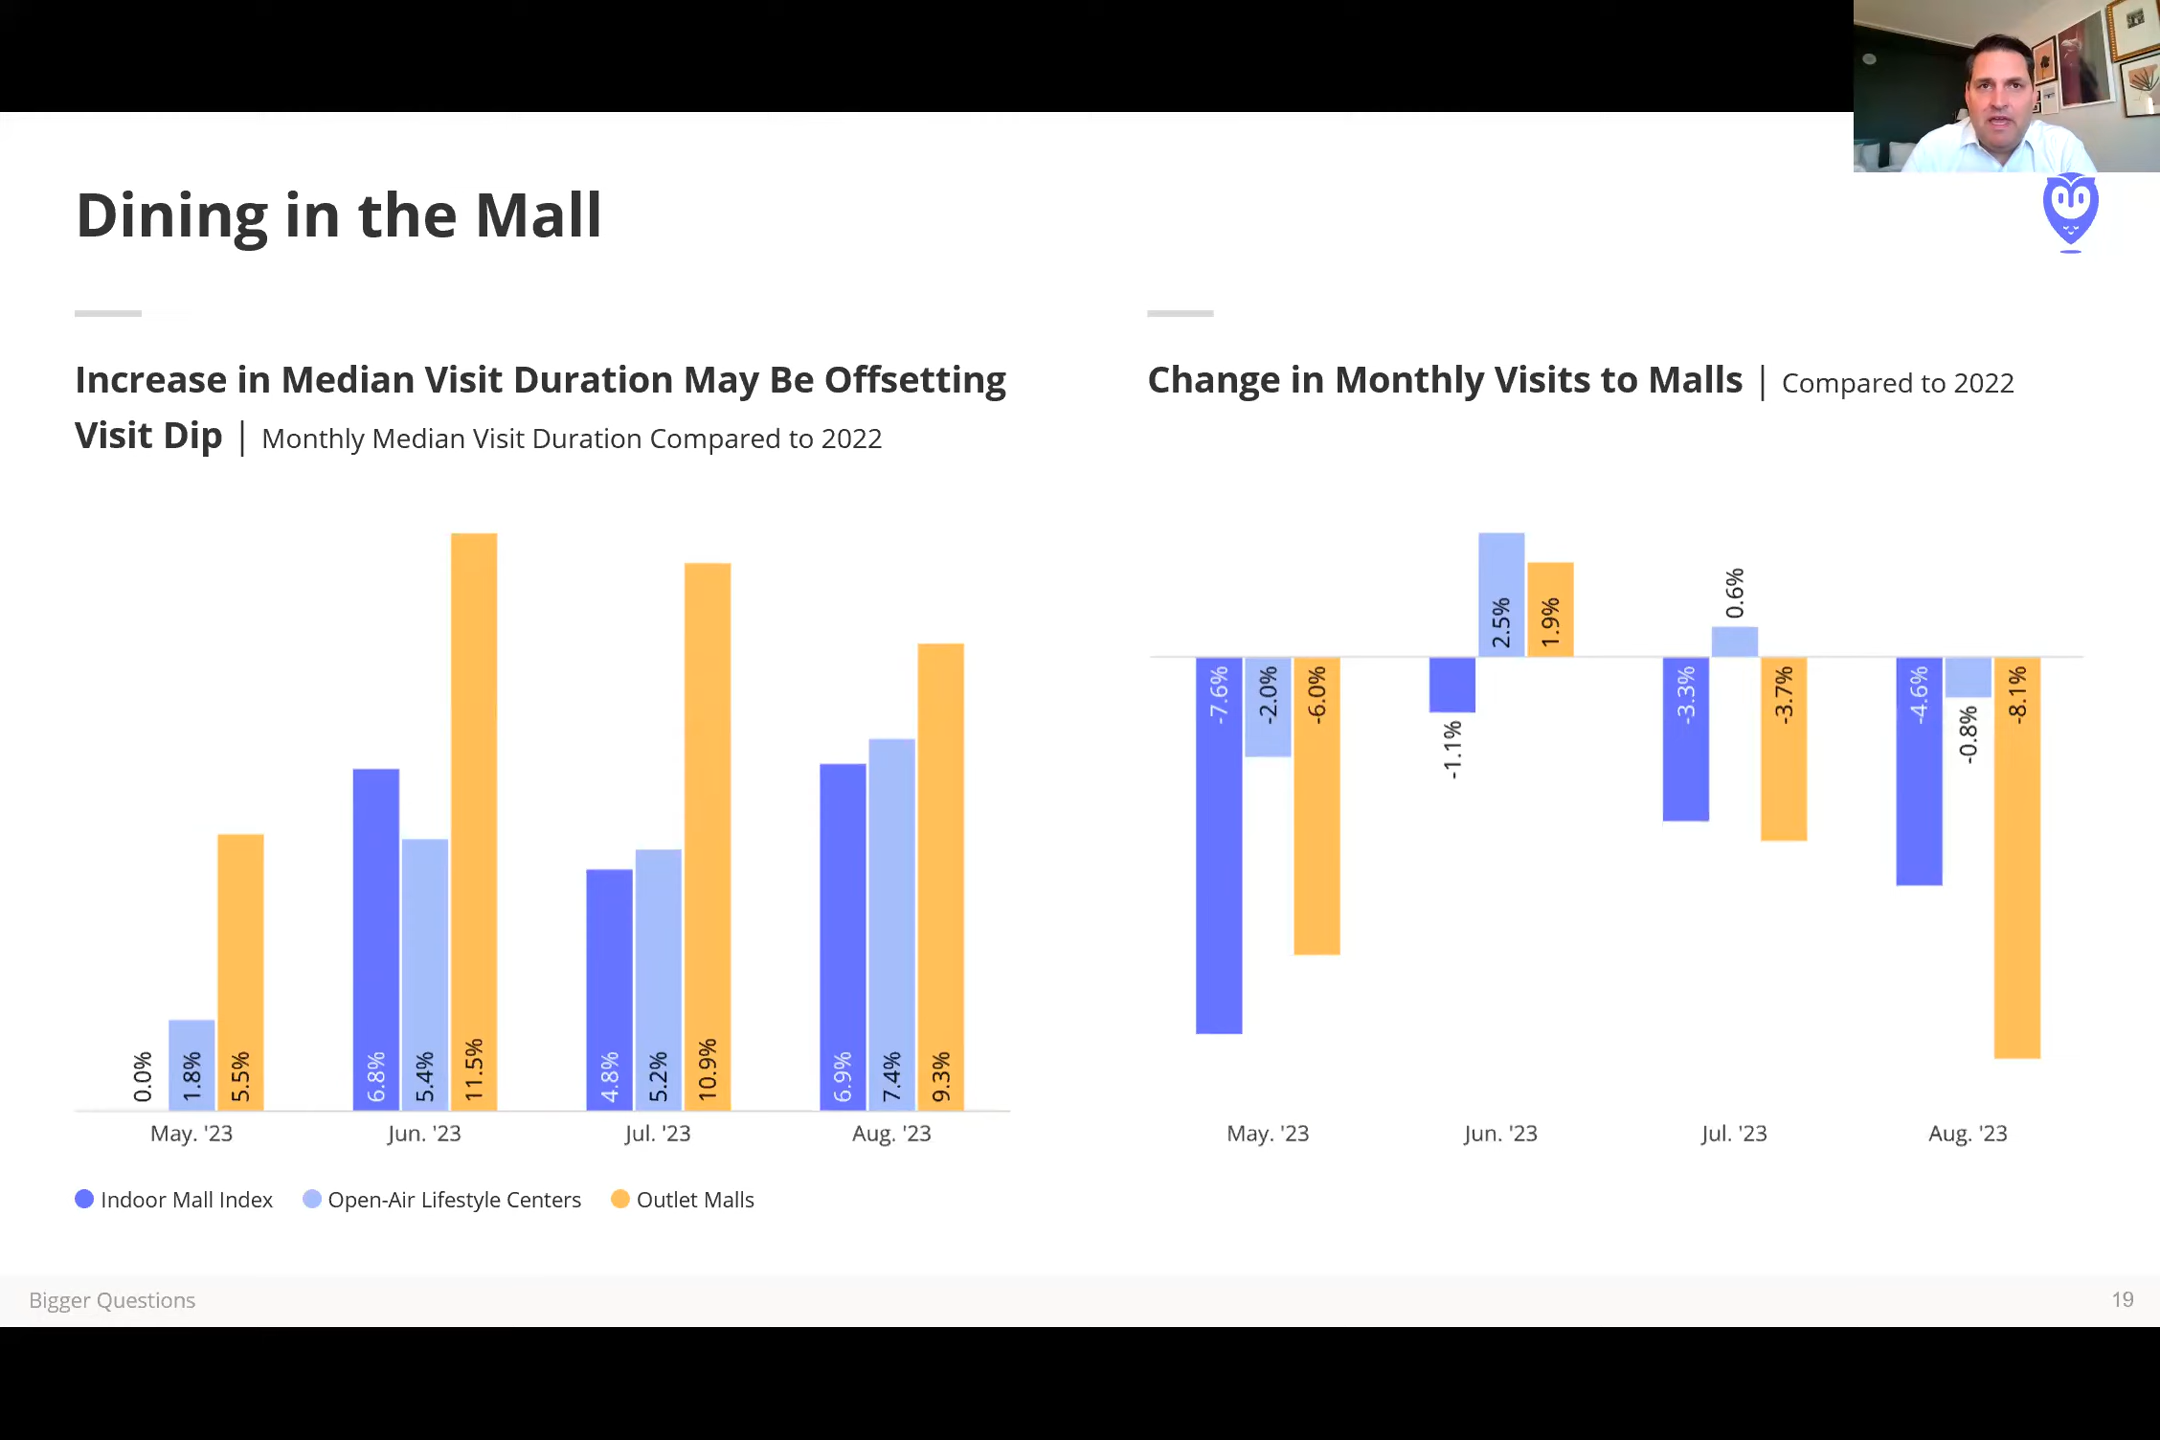 Dining in the Mall
Increase in Median Visit Duration May Be Offsetting
Visit Dip | Monthly Median Visit Duration Compared to 2022
0.0% 1.8% 5.5% 6.8% 5.4% 11.5% 4.8% 5.2% 10.9% 6.9% 7.4% 9.3%
May. '23 Jun. '23 Jul. '23 Aug. '23
Indoor Mall Index Open-Air Lifestyle Centers Outlet Malls
Change in Monthly Visits to Malls | Compared to 2022
-7.6% -2.0% -6.0% -1.1% 2.5% 1.9% -3.3% 0.6% -3.7% -4.6% -0.8% -8.1%
May. '23 Jun. '23 Jul. '23 Aug. '23
Bigger Questions
19